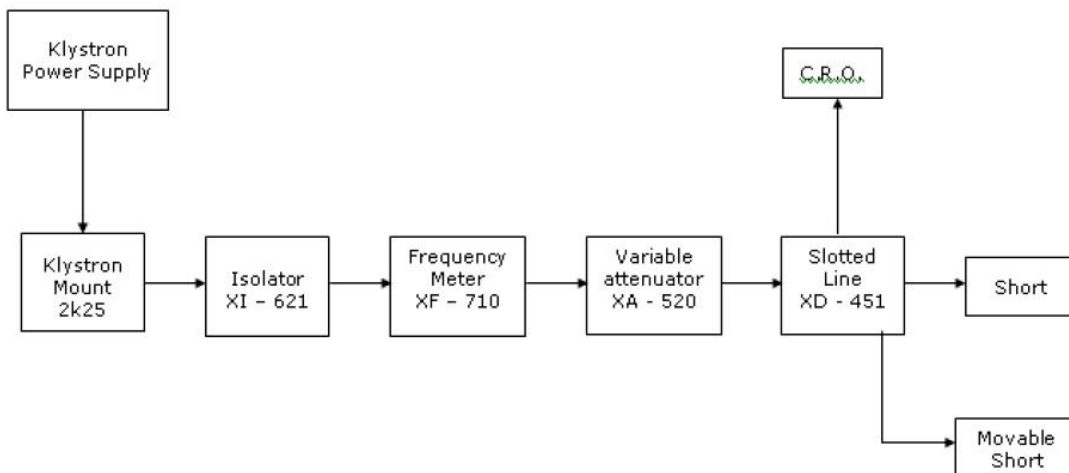 Klystron
Power Supply
C.R.O.
Klystron
Mount
2k25
Isolator
XI – 621
Frequency
Meter
XF – 710
Variable
attenuator
XA - 520
Slotted
Line
XD - 451
Short
Movable
Short